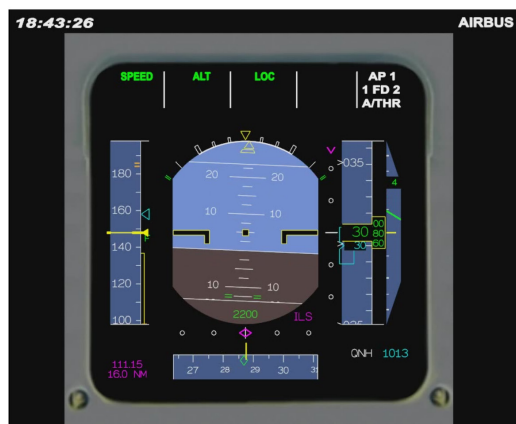 18:43:26 AIRBUS
SPEED ALT LOC AP 1
1 FD 2
A/THR
035
180 20 20
4
160
10 10
00
F 30 80
60
140 30
120
10 10
100 2200 ILS 025
111.15 QNH 1013
16.0 NM
27 28 29 30 31